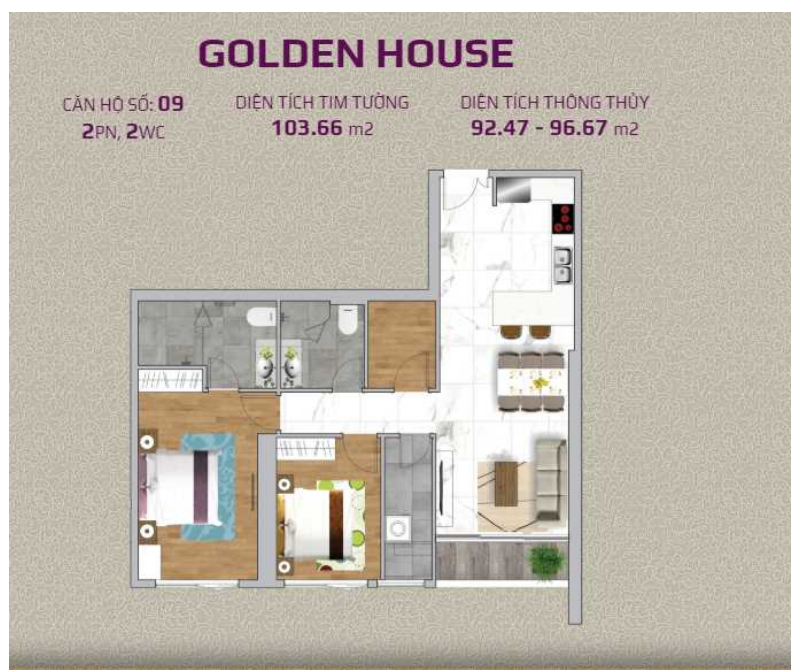 GOLDEN HOUSE
CĂN HỘ SỐ: 09
2PN, 2WC
DIỆN TÍCH TIM TƯỜNG
103.66 m2
DIỆN TÍCH THÔNG THỦY
92.47 - 96.67 m2